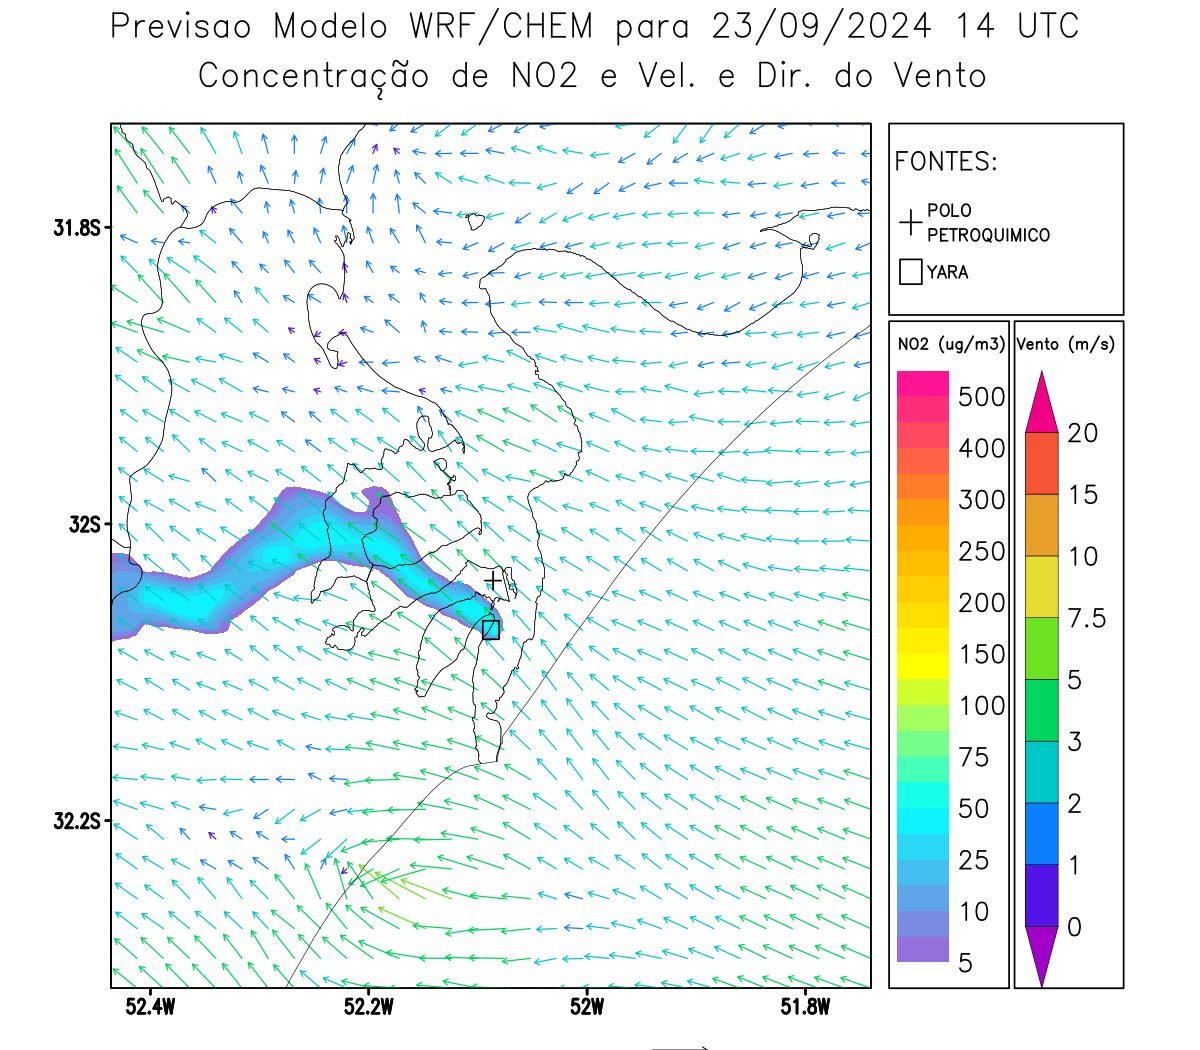 Previsao Modelo WRF/CHEM para 23/09/2024 14 UTC
Concentração de NO2 e Vel. e Dir. do Vento
FONTES:
POLO
PETROQUIMICO
YARA
31.8S
32S
32.2S
52.4W
52.2W
52W
51.8W
NO2 (ug/m3)
500
400
300
250
200
150
100
75
50
25
10
5
Vento (m/s)
20
15
10
7.5
5
3
2
1
0